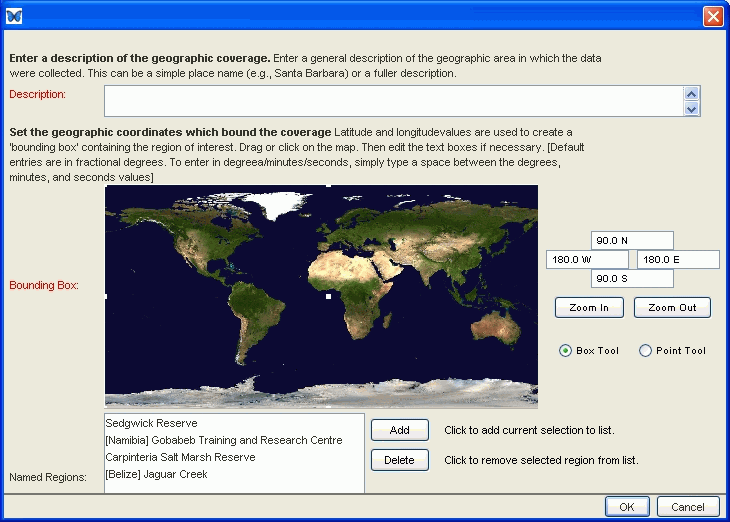 Enter a description of the geographic coverage. Enter a general description of the geographic area in which the data
were collected. This can be a simple place name (e.g., Santa Barbara) or a fuller description.
Description:
Set the geographic coordinates which bound the coverage Latitude and longitudevalues are used to create a
'bounding box' containing the region of interest. Drag or click on the map. Then edit the text boxes if necessary. [Default
entries are in fractional degrees. To enter in degreea/minutes/seconds, simply type a space between the degrees,
minutes, and seconds values]
90.0 N
180.0 W 180.0 E
90.0 S
Bounding Box:
Zoom In Zoom Out
Box Tool Point Tool
Sedgwick Reserve
[Namibia] Gobabeb Training and Research Centre
Carpinteria Salt Marsh Reserve
[Belize] Jaguar Creek
Named Regions:
Add Click to add current selection to list.
Delete Click to remove selected region from list.
OK Cancel